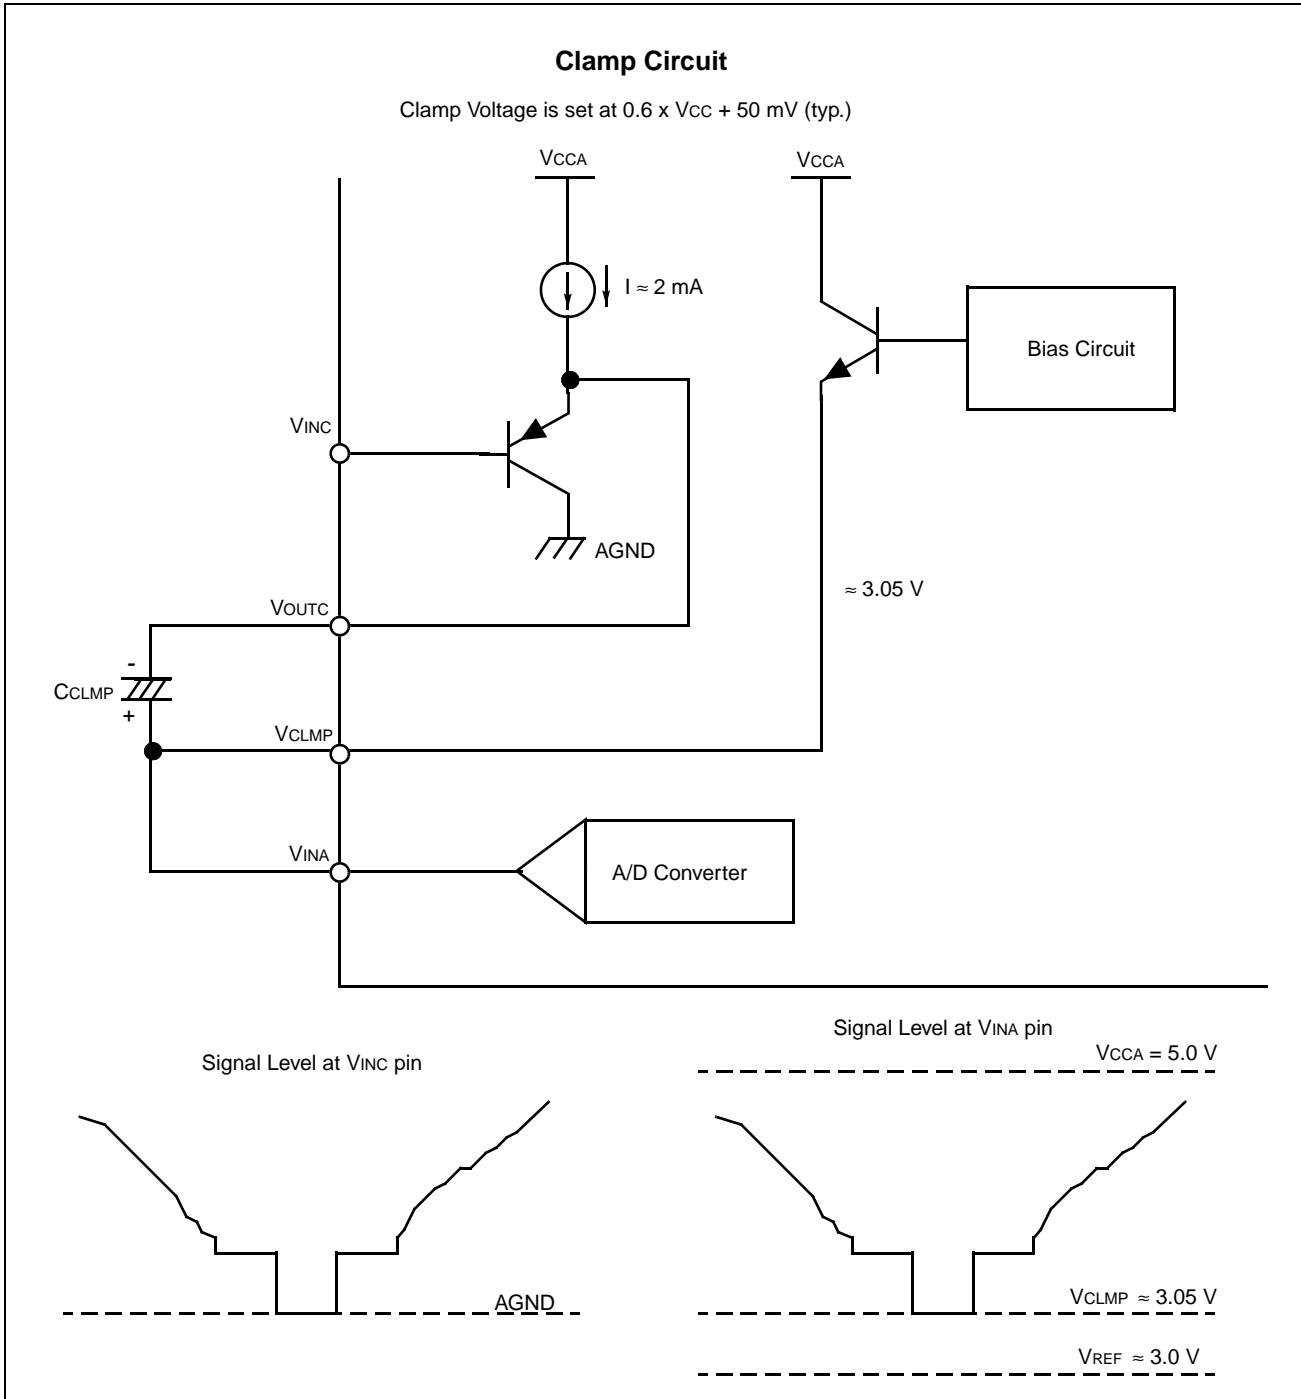 Clamp Circuit
Clamp Voltage is set at 0.6 x VCC + 50 mV (typ.)
VCCA
VCCA
I ≈ 2 mA
Bias Circuit
VINC
AGND
≈ 3.05 V
VOUTC
-
CCLMP
+
VCLMP
VINA
A/D Converter
Signal Level at VINC pin
AGND
Signal Level at VINA pin
VCCA = 5.0 V
VCLMP ≈ 3.05 V
VREF ≈ 3.0 V